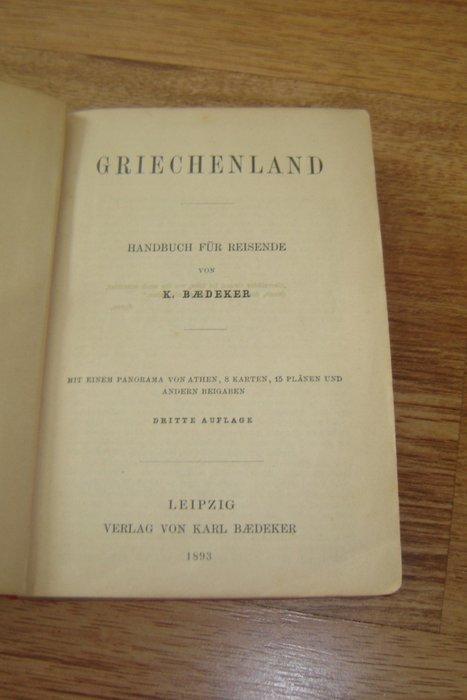 GRIECHENLAND
HANDBUCH FÜR REISENDE
VON
K. BÆDEKER
MIT EINEM PANORAMA VON ATHEN, 8 KARTEN, 15 PLÄNEN UND
ANDERN BEIGABEN
DRITTE AUFLAGE
LEIPZIG
VERLAG VON KARL BÆDEKER
1893